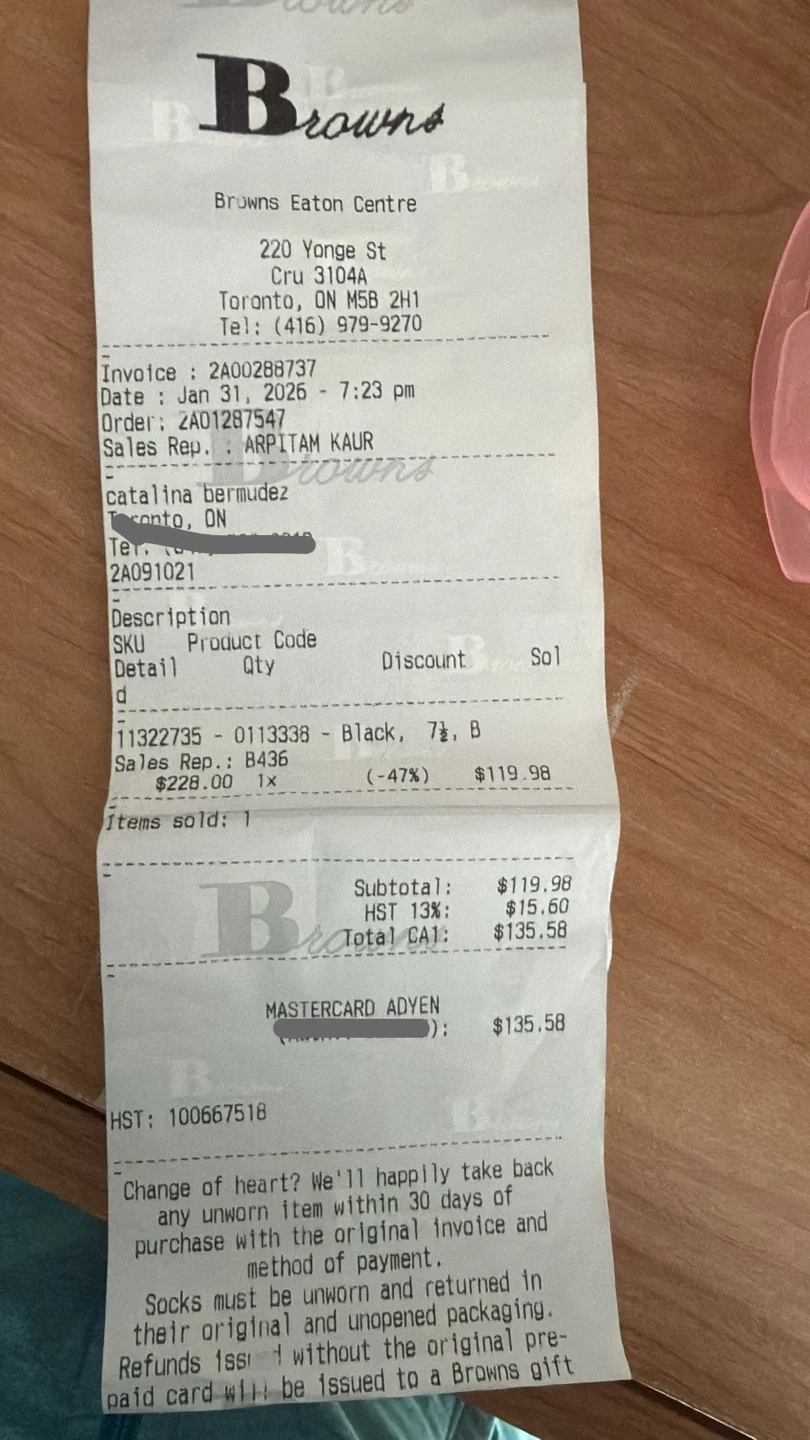 Browns
Browns Eaton Centre
220 Yonge St
Cru 3104A
Toronto, ON M5B 2H1
Tel: (416) 979-9270
Invoice : 2A00288737
Date : Jan 31, 2026 - 7:23 pm
Order: 2A01287547
Sales Rep. : ARPITAM KAUR
catalina bermudez
Toronto, ON
Tel:
2A091021
Description
SKU Product Code
Detail Qty Discount Sol
d
11322735 - 0113338 - Black, 7½, B
Sales Rep.: B436
$228.00 1x (-47%) $119.98
Items sold: 1
Subtotal: $119.98
HST 13%: $15.60
Total CA1: $135.58
MASTERCARD ADYEN
): $135.58
HST: 100667518
Change of heart? We'll happily take back
any unworn item within 30 days of
purchase with the original invoice and
method of payment.
Socks must be unworn and returned in
their original and unopened packaging.
Refunds without the original pre-
paid card will be issued to a Browns gift